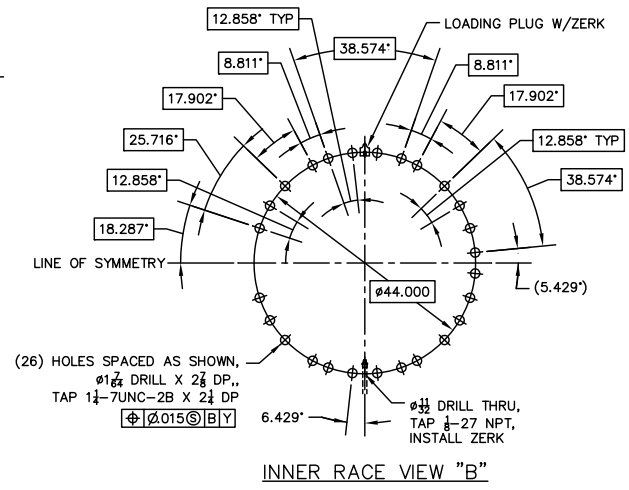 12.858° TYP
LOADING PLUG W/ZERK
38.574°
8.811°
8.811°
17.902°
17.902°
25.716°
12.858° TYP
12.858°
38.574°
18.287°
LINE OF SYMMETRY
(5.429°)
⌀44.000
(26) HOLES SPACED AS SHOWN,
⌀1 7/64 DRILL X 2 7/8 DP,,
TAP 1 1/4-7UNC-2B X 2 1/4 DP
⌖ ⌀.015 Ⓢ B Y
6.429°
⌀11/32 DRILL THRU,
TAP 1/8-27 NPT,
INSTALL ZERK
INNER RACE VIEW "B"